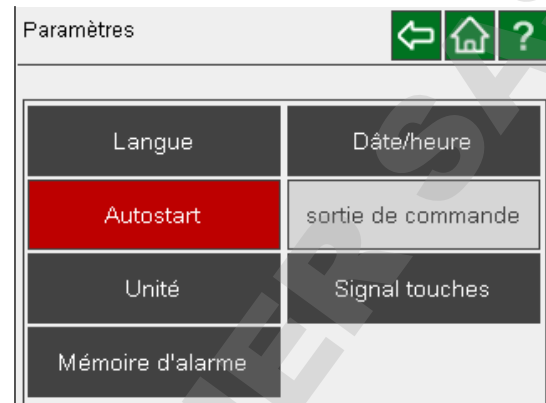 Paramètres
?
Langue
Dâte/heure
Autostart
sortie de commande
Unité
Signal touches
Mémoire d'alarme